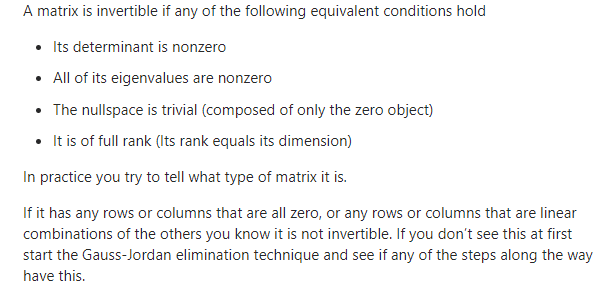 A matrix is invertible if any of the following equivalent conditions hold
• Its determinant is nonzero
• All of its eigenvalues are nonzero
• The nullspace is trivial (composed of only the zero object)
• It is of full rank (Its rank equals its dimension)
In practice you try to tell what type of matrix it is.
If it has any rows or columns that are all zero, or any rows or columns that are linear
combinations of the others you know it is not invertible. If you don’t see this at first
start the Gauss-Jordan elimination technique and see if any of the steps along the way
have this.